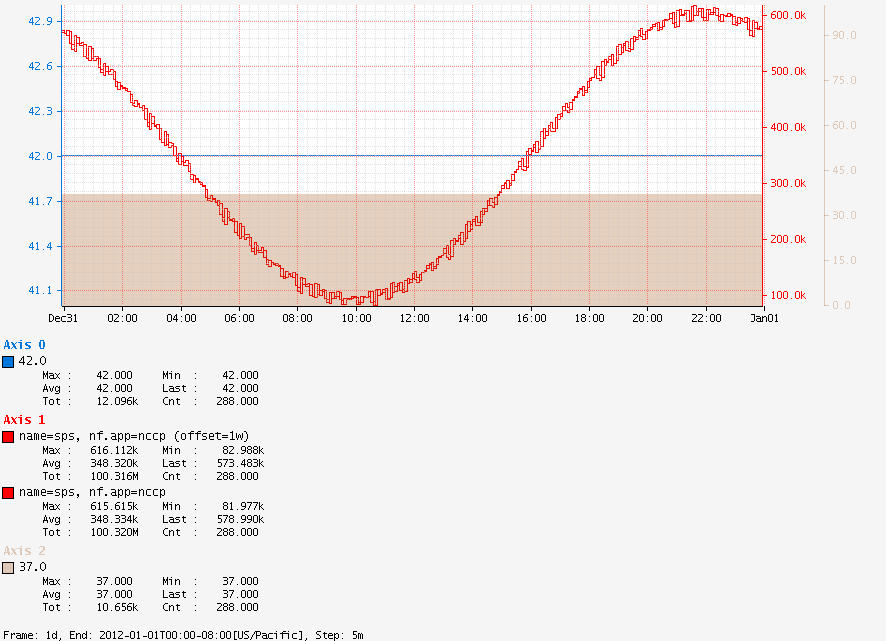 42.9
42.6
42.3
42.0
41.7
41.4
41.1
600.0k
500.0k
400.0k
300.0k
200.0k
100.0k
90.0
75.0
60.0
45.0
30.0
15.0
0.0
Dec31 02:00 04:00 06:00 08:00 10:00 12:00 14:00 16:00 18:00 20:00 22:00 Jan01
Axis 0
42.0
Max : 42.000 Min : 42.000
Avg : 42.000 Last : 42.000
Tot : 12.096k Cnt : 288.000
Axis 1
name=sps, nf.app=nccp (offset=1w)
Max : 616.112k Min : 82.988k
Avg : 348.320k Last : 573.483k
Tot : 100.316M Cnt : 288.000
name=sps, nf.app=nccp
Max : 615.615k Min : 81.977k
Avg : 348.334k Last : 578.990k
Tot : 100.320M Cnt : 288.000
Axis 2
37.0
Max : 37.000 Min : 37.000
Avg : 37.000 Last : 37.000
Tot : 10.656k Cnt : 288.000
Frame: 1d, End: 2012-01-01T00:00-08:00[US/Pacific], Step: 5m